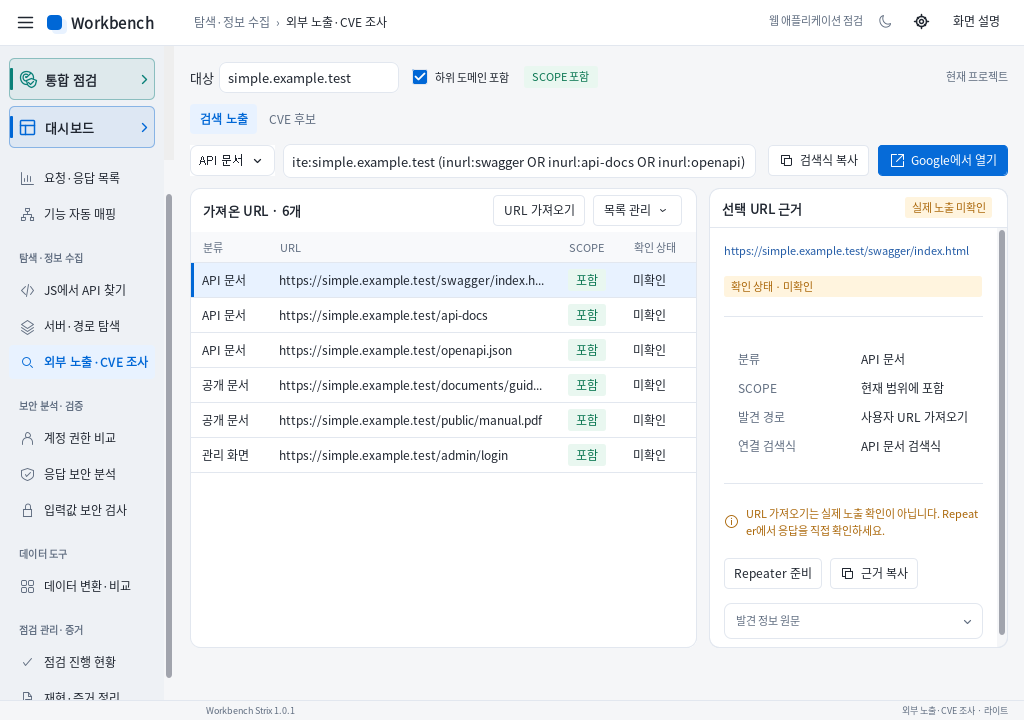 Workbench
탐색·정보 수집 › 외부 노출·CVE 조사
웹 애플리케이션 점검
화면 설명
통합 점검
대시보드
요청·응답 목록
기능 자동 매핑
탐색·정보 수집
JS에서 API 찾기
서버·경로 탐색
외부 노출·CVE 조사
보안 분석·검증
계정 권한 비교
응답 보안 분석
입력값 보안 검사
데이터 도구
데이터 변환·비교
점검 관리·증거
점검 진행 현황
재현·증거 정리
대상 simple.example.test 하위 도메인 포함 SCOPE 포함 현재 프로젝트
검색 노출 CVE 후보
API 문서 ite:simple.example.test (inurl:swagger OR inurl:api-docs OR inurl:openapi) 검색식 복사 Google에서 열기
가져온 URL · 6개 URL 가져오기 목록 관리
분류 URL SCOPE 확인 상태
API 문서 https://simple.example.test/swagger/index.h... 포함 미확인
API 문서 https://simple.example.test/api-docs 포함 미확인
API 문서 https://simple.example.test/openapi.json 포함 미확인
공개 문서 https://simple.example.test/documents/guid... 포함 미확인
공개 문서 https://simple.example.test/public/manual.pdf 포함 미확인
관리 화면 https://simple.example.test/admin/login 포함 미확인
선택 URL 근거 실제 노출 미확인
https://simple.example.test/swagger/index.html
확인 상태 · 미확인
분류 API 문서
SCOPE 현재 범위에 포함
발견 경로 사용자 URL 가져오기
연결 검색식 API 문서 검색식
URL 가져오기는 실제 노출 확인이 아닙니다. Repeat
er에서 응답을 직접 확인하세요.
Repeater 준비 근거 복사
발견 정보 원문
Workbench Strix 1.0.1
외부 노출·CVE 조사 · 라이트